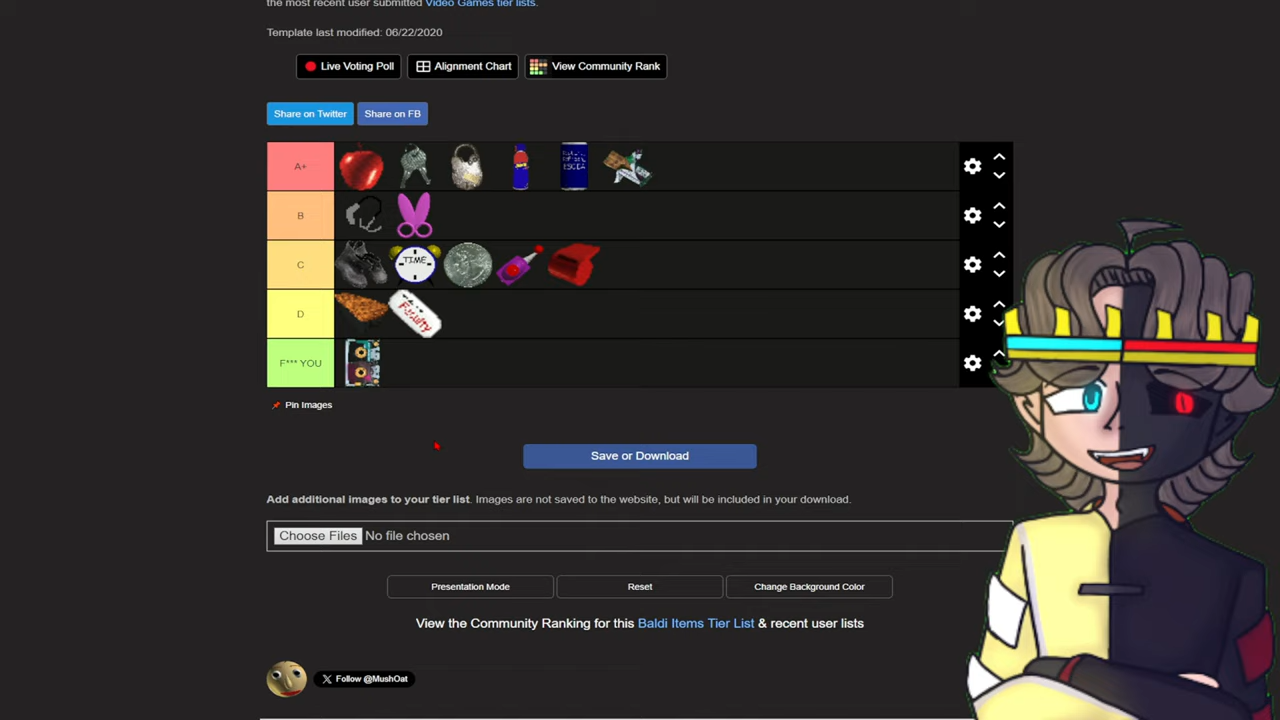 the most recent user submitted Video Games tier lists.
Template last modified: 06/22/2020
Live Voting Poll
Alignment Chart
View Community Rank
Share on Twitter
Share on FB
A+
B
C
TIME
D
Faculty
F*** YOU
Pin Images
Save or Download
Add additional images to your tier list. Images are not saved to the website, but will be included in your download.
Choose Files No file chosen
Presentation Mode
Reset
Change Background Color
View the Community Ranking for this Baldi Items Tier List & recent user lists
X Follow @MushOat